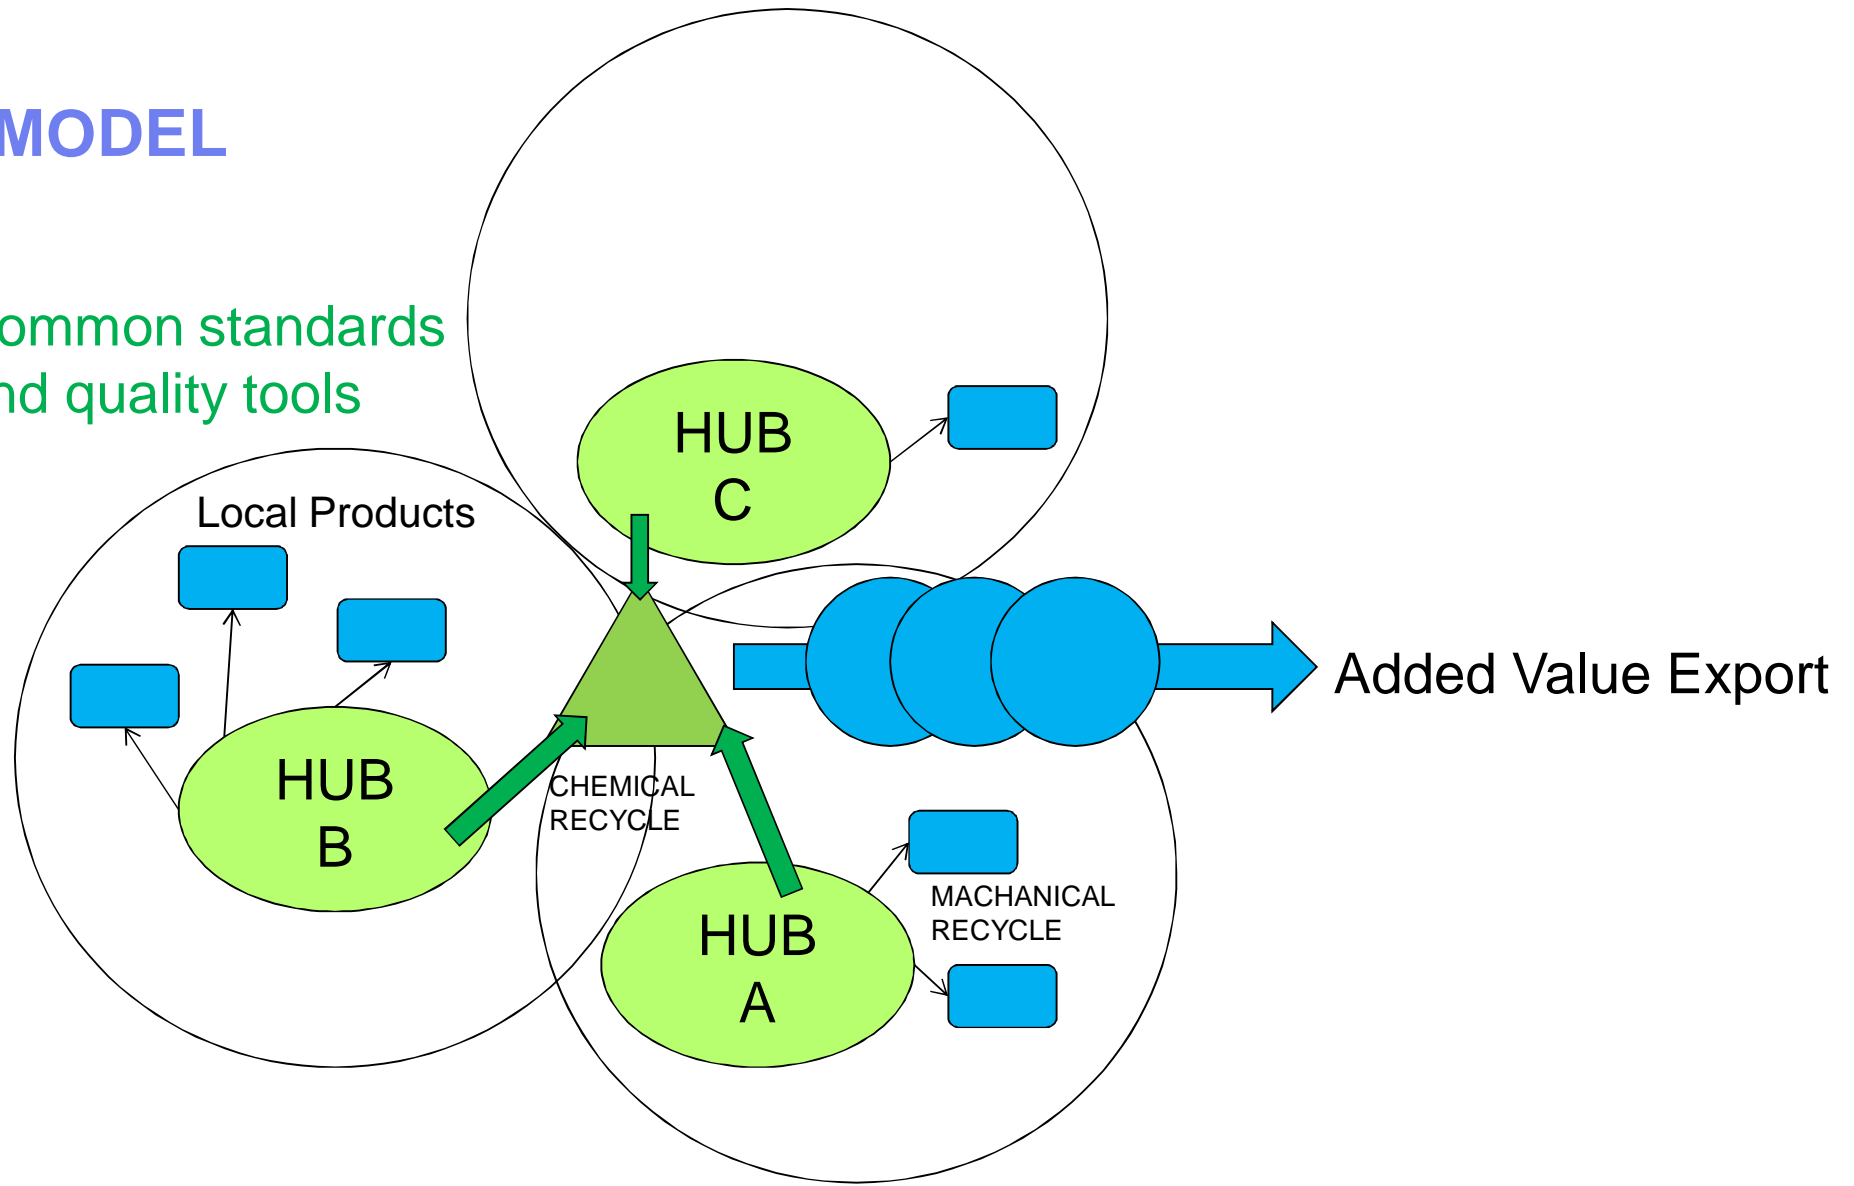 MODEL
ommon standards
nd quality tools
HUB
C
Local Products
Added Value Export
HUB
B
CHEMICAL
RECYCLE
MACHANICAL
RECYCLE
HUB
A